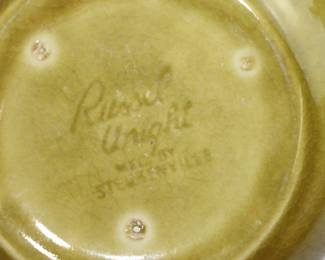 Russel
Wright
MFG. BY
STEUBENVILLE